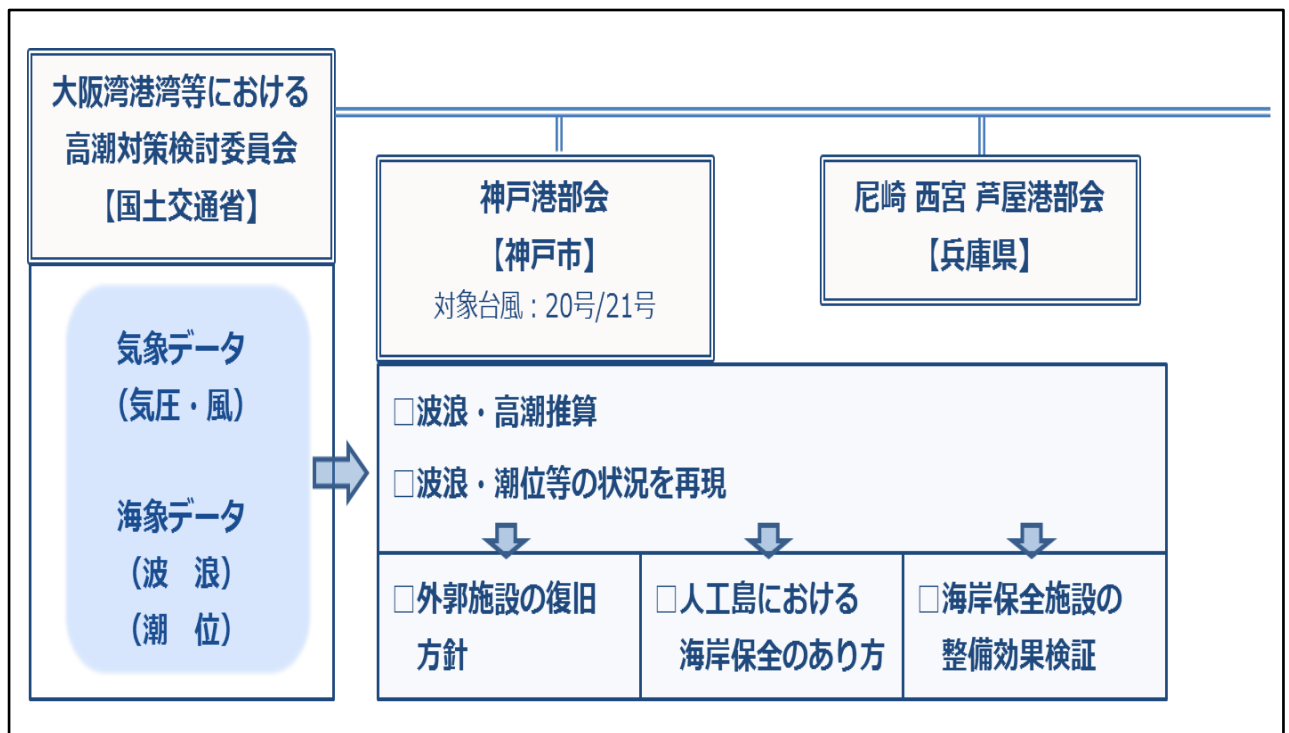 大阪湾港湾等における
高潮対策検討委員会
【国土交通省】
気象データ
（気圧・風）
海象データ
（波　浪）
（潮　位）
神戸港部会
【神戸市】
対象台風：20号/21号
尼崎 西宮 芦屋港部会
【兵庫県】
□波浪・高潮推算
□波浪・潮位等の状況を再現
□外郭施設の復旧
方針
□人工島における
海岸保全のあり方
□海岸保全施設の
整備効果検証